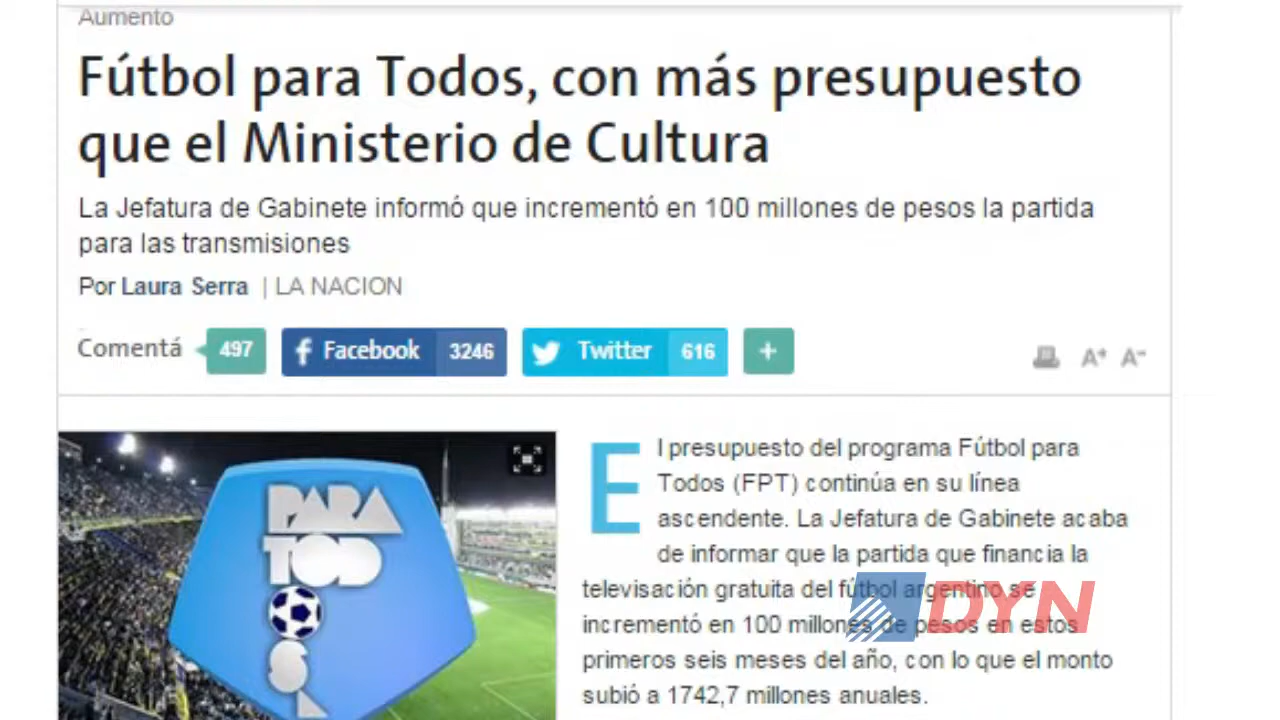 Aumento
Fútbol para Todos, con más presupuesto
que el Ministerio de Cultura
La Jefatura de Gabinete informó que incrementó en 100 millones de pesos la partida
para las transmisiones
Por Laura Serra | LA NACION
Comentá 497 Facebook 3246 Twitter 616 +
A+ A-
PARA
TOD
S
El presupuesto del programa Fútbol para
Todos (FPT) continúa en su línea
ascendente. La Jefatura de Gabinete acaba
de informar que la partida que financia la
televisación gratuita del fútbol argentino se
incrementó en 100 millones de pesos en estos
primeros seis meses del año, con lo que el monto
subió a 1742,7 millones anuales.
DYN